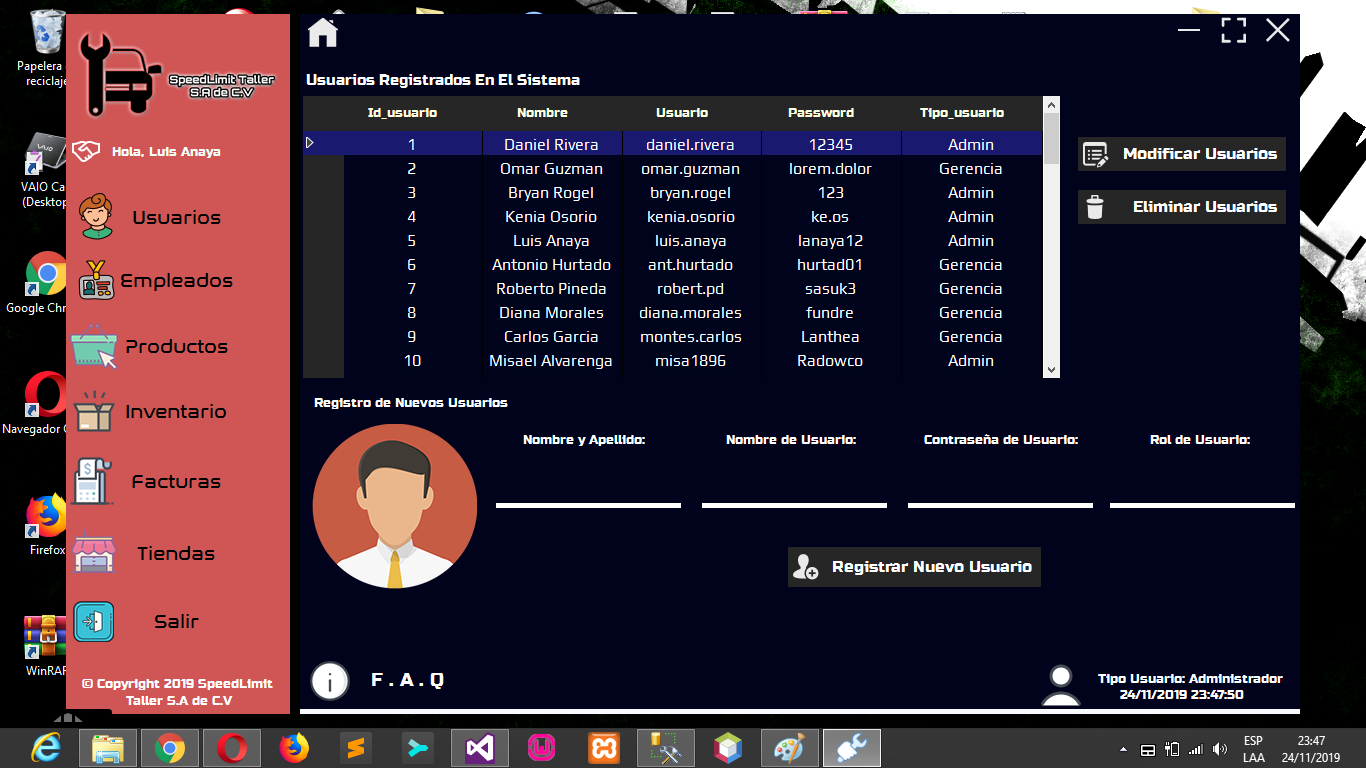 Papelera
reciclaje
VAIO Ca
(Desktop
Google Chr
Navegador
Firefox
WinRAR
SpeedLimit Taller
S.A de C.V
Hola, Luis Anaya
Usuarios
Empleados
Productos
Inventario
Facturas
Tiendas
Salir
© Copyright 2019 SpeedLimit
Taller S.A de C.V
Usuarios Registrados En El Sistema
Id_usuario Nombre Usuario Password Tipo_usuario
1 Daniel Rivera daniel.rivera 12345 Admin
2 Omar Guzman omar.guzman lorem.dolor Gerencia
3 Bryan Rogel bryan.rogel 123 Admin
4 Kenia Osorio kenia.osorio ke.os Admin
5 Luis Anaya luis.anaya lanaya12 Admin
6 Antonio Hurtado ant.hurtado hurtad01 Gerencia
7 Roberto Pineda robert.pd sasuk3 Gerencia
8 Diana Morales diana.morales fundre Gerencia
9 Carlos Garcia montes.carlos Lanthea Gerencia
10 Misael Alvarenga misa1896 Radowco Admin
Modificar Usuarios
Eliminar Usuarios
Registro de Nuevos Usuarios
Nombre y Apellido: Nombre de Usuario: Contraseña de Usuario: Rol de Usuario:
Registrar Nuevo Usuario
F . A . Q
Tipo Usuario: Administrador
24/11/2019 23:47:50
ESP 23:47
LAA 24/11/2019